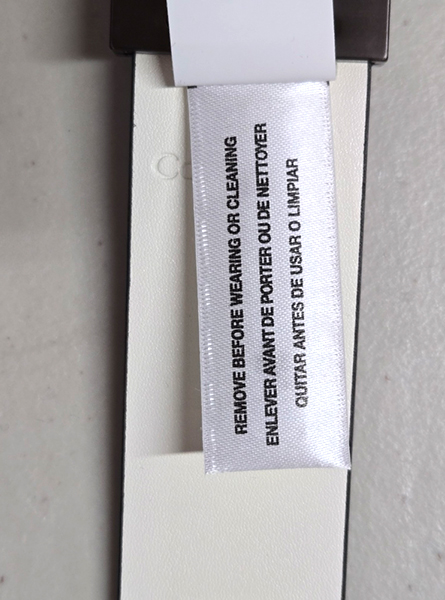 REMOVE BEFORE WEARING OR CLEANING
ENLEVER AVANT DE PORTER OU DE NETTOYER
QUITAR ANTES DE USAR O LIMPIAR